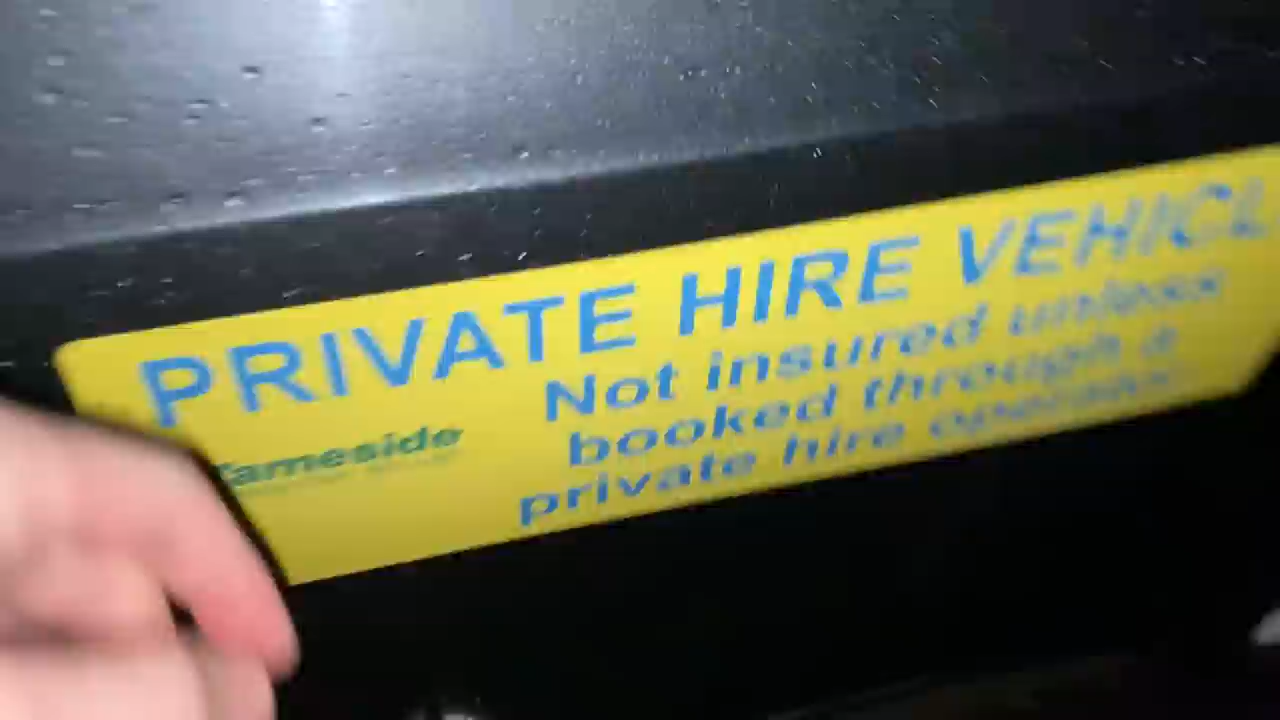 PRIVATE HIRE VEHICL
Not insured unless
booked through a
Tameside
private hire operator